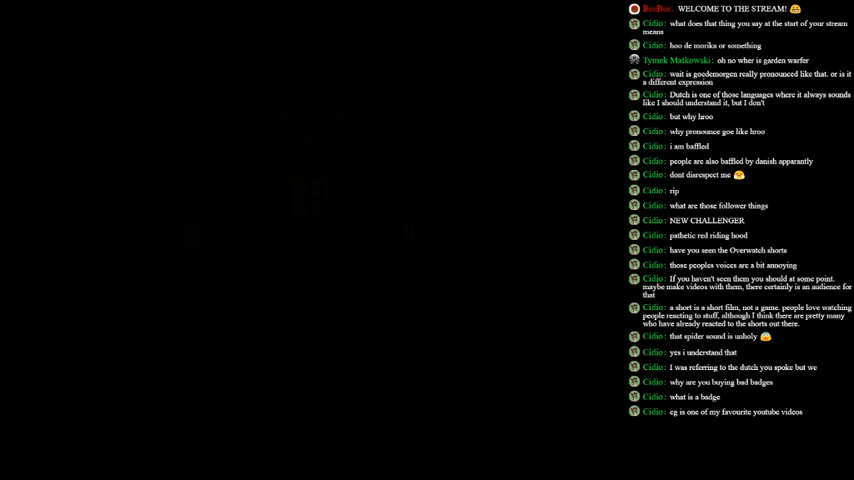 BeeBee: WELCOME TO THE STREAM! 🤗
Cidio: what does that thing you say at the start of your stream
means
Cidio: hoo de morika or something
Tymek Matkowski: oh no wher is garden warfer
Cidio: wait is goedemorgen really pronounced like that. or is it
a different expression
Cidio: Dutch is one of those languages where it always sounds
like I should understand it, but I don't
Cidio: but why hroo
Cidio: why pronounce goe like hroo
Cidio: i am baffled
Cidio: people are also baffled by danish apparantly
Cidio: dont disrespect me
Cidio: rip
Cidio: what are those follower things
Cidio: NEW CHALLENGER
Cidio: pathetic red riding hood
Cidio: have you seen the Overwatch shorts
Cidio: those peoples voices are a bit annoying
Cidio: If you haven't seen them you should at some point.
maybe make videos with them, there certainly is an audience for
that
Cidio: a short is a short film, not a game. people love watching
people reacting to stuff, although I think there are pretty many
who have already reacted to the shorts out there.
Cidio: that spider sound is unholy 😨
Cidio: yes i understand that
Cidio: I was referring to the dutch you spoke but we
Cidio: why are you buying bad badges
Cidio: what is a badge
Cidio: eg is one of my favourite youtube videos